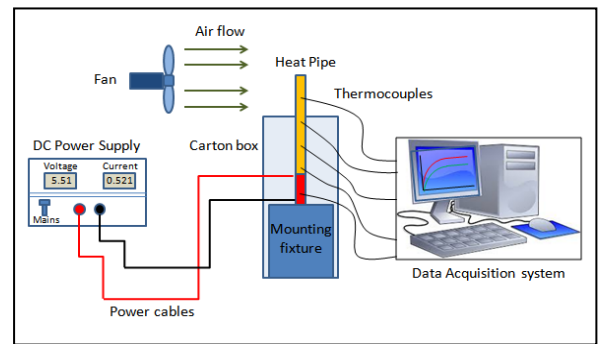 Air flow
Fan
Heat Pipe
Thermocouples
DC Power Supply
Voltage
Current
5.51
0.521
Mains
Carton box
Mounting
fixture
Power cables
Data Acquisition system